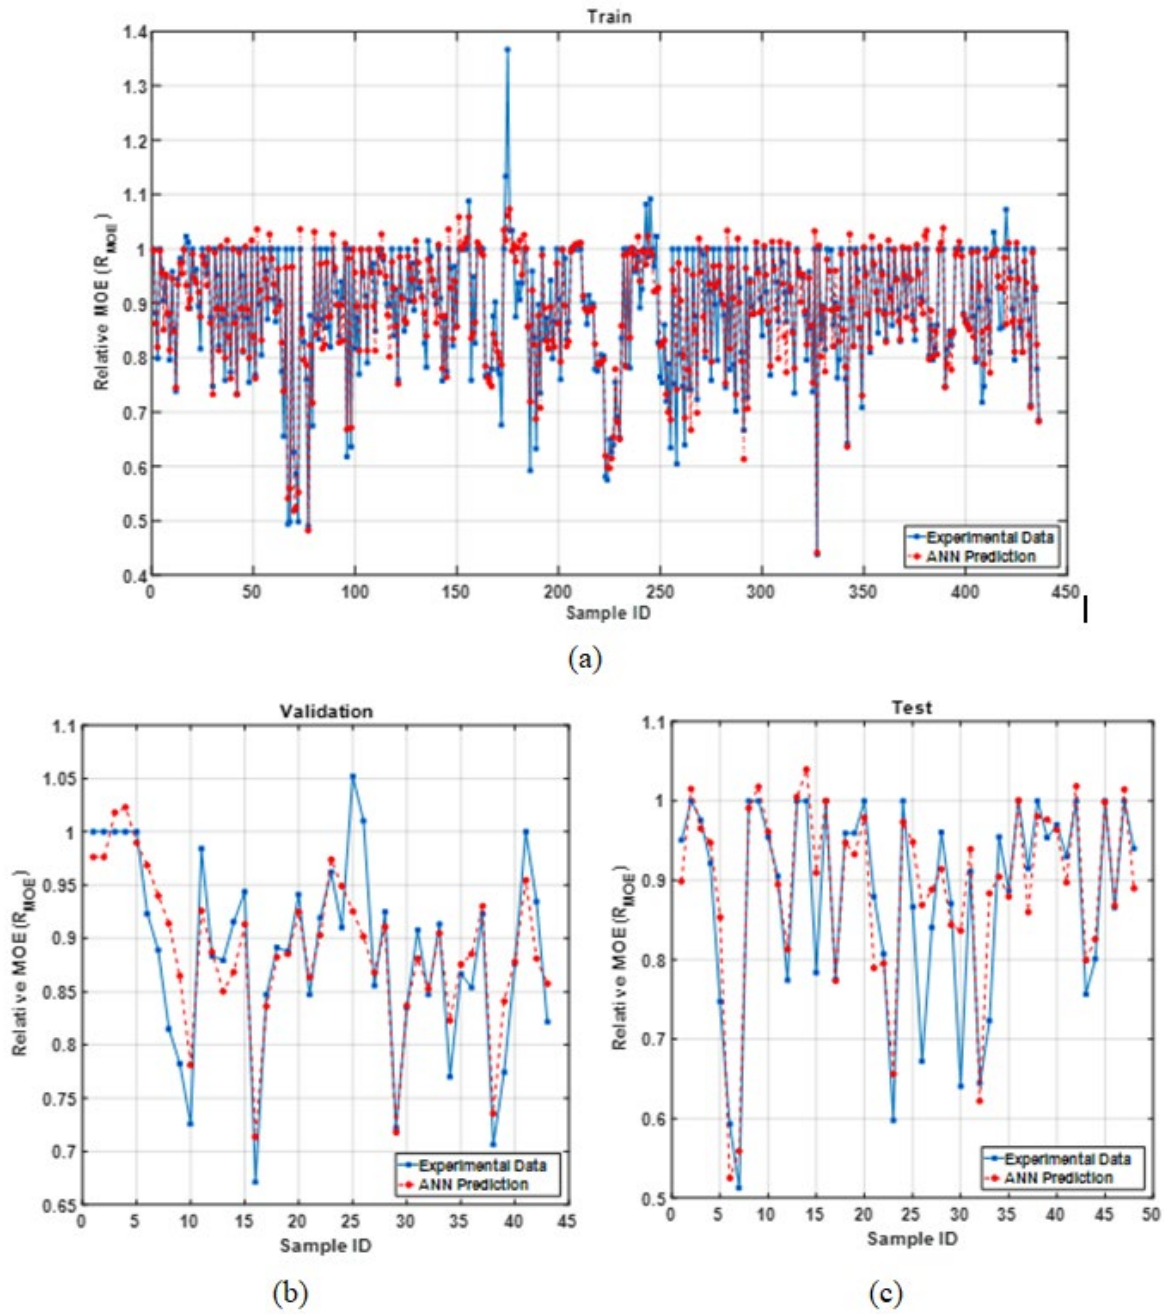 Train
1.4
1.3
1.2
1.1
1
0.9
0.8
0.7
0.6
0.5
0.4
Relative MOE (R_MOE)
0 50 100 150 200 250 300 350 400 450
Sample ID
Experimental Data
ANN Prediction
(a)
Validation
1.1
1.05
1
0.95
0.9
0.85
0.8
0.75
0.7
0.65
Relative MOE (R_MOE)
0 5 10 15 20 25 30 35 40 45
Sample ID
Experimental Data
ANN Prediction
(b)
Test
1.1
1
0.9
0.8
0.7
0.6
0.5
Relative MOE (R_MOE)
0 5 10 15 20 25 30 35 40 45 50
Sample ID
Experimental Data
ANN Prediction
(c)